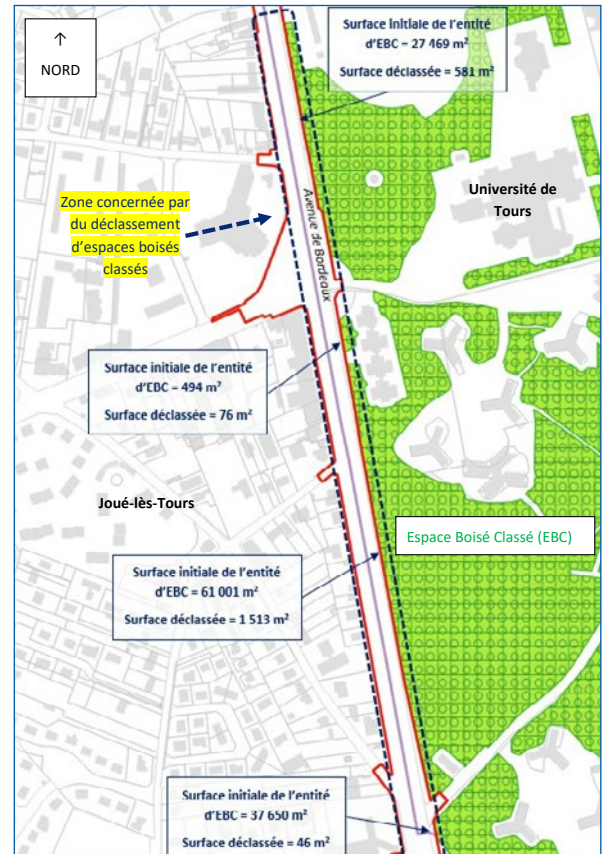 ↑
NORD
Surface initiale de l'entité
d'EBC – 27 469 m²
Surface déclassée = 581 m²
Zone concernée par
du déclassement
d'espaces boisés
classés
Université de
Tours
Avenue de Bordeaux
Surface initiale de l'entité
d'EBC – 494 m²
Surface déclassée = 76 m²
Joué-lès-Tours
Espace Boisé Classé (EBC)
Surface initiale de l'entité
d'EBC = 61 001 m²
Surface déclassée = 1 513 m²
Surface initiale de l'entité
d'EBC = 37 650 m²
Surface déclassée = 46 m²